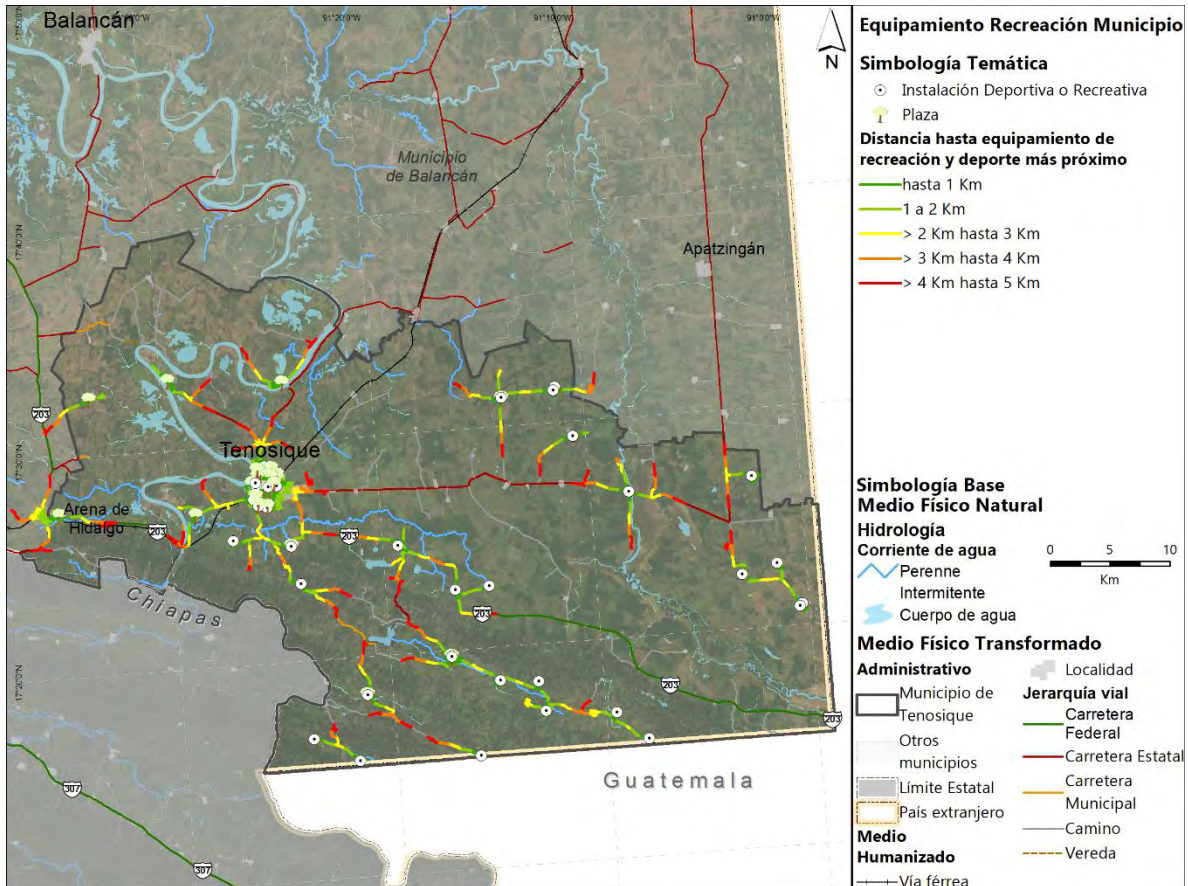 Balancán
91°20'0"W
91°10'0"W
91°0'0"W
N
Municipio
de Balancán
17°40'0"N
Apatzingán
203
Tenosique
17°30'0"N
Arena de
Hidalgo
203
203
Chiapas
203
17°20'0"N
203
203
Guatemala
307
307
Equipamiento Recreación Municipio
Simbología Temática
Instalación Deportiva o Recreativa
Plaza
Distancia hasta equipamiento de
recreación y deporte más próximo
hasta 1 Km
1 a 2 Km
> 2 Km hasta 3 Km
> 3 Km hasta 4 Km
> 4 Km hasta 5 Km
Simbología Base
Medio Físico Natural
Hidrología
Corriente de agua
Perenne
Intermitente
Cuerpo de agua
0 5 10
Km
Medio Físico Transformado
Administrativo
Municipio de
Tenosique
Otros
municipios
Límite Estatal
País extranjero
Medio
Humanizado
Vía férrea
Localidad
Jerarquía vial
Carretera
Federal
Carretera Estatal
Carretera
Municipal
Camino
Vereda